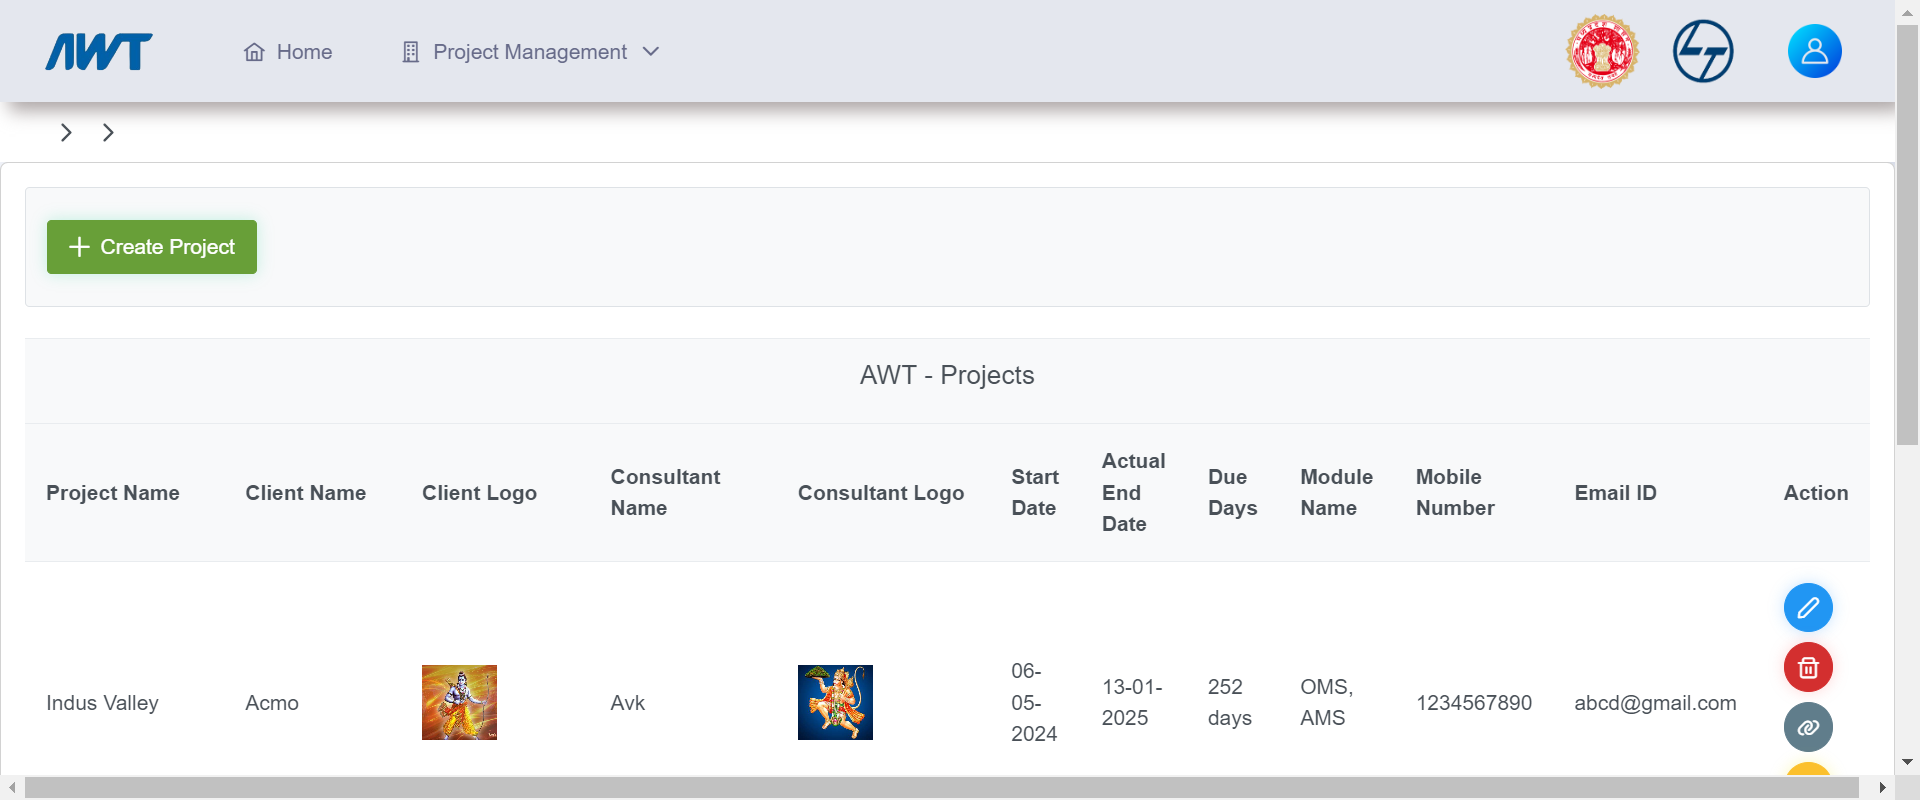 AWT
Home
Project Management
Create Project
AWT - Projects
Project Name
Client Name
Client Logo
Consultant
Name
Consultant Logo
Start
Date
Actual
End
Date
Due
Days
Module
Name
Mobile
Number
Email ID
Action
Indus Valley
Acmo
Avk
06-
05-
2024
13-01-
2025
252
days
OMS,
AMS
1234567890
abcd@gmail.com